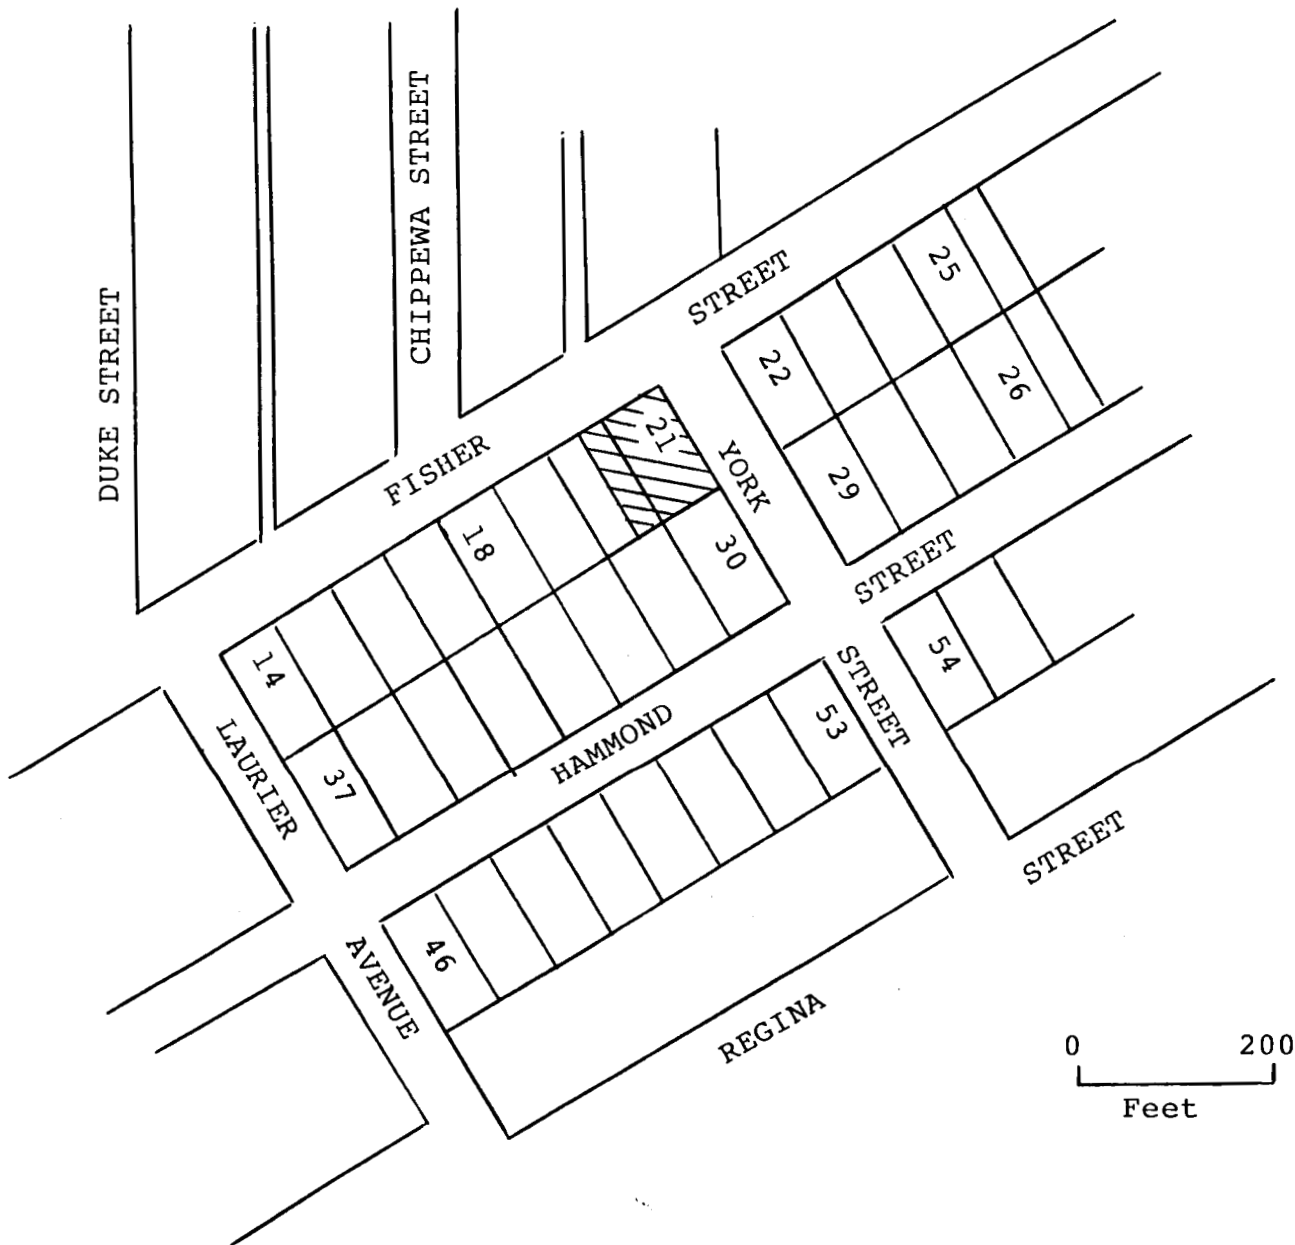 DUKE STREET
CHIPPEWA STREET
FISHER STREET
25
22
26
21
YORK STREET
29
18
30
14
HAMMOND STREET
54
37
LAURIER AVENUE
53
46
REGINA STREET
0 200
Feet